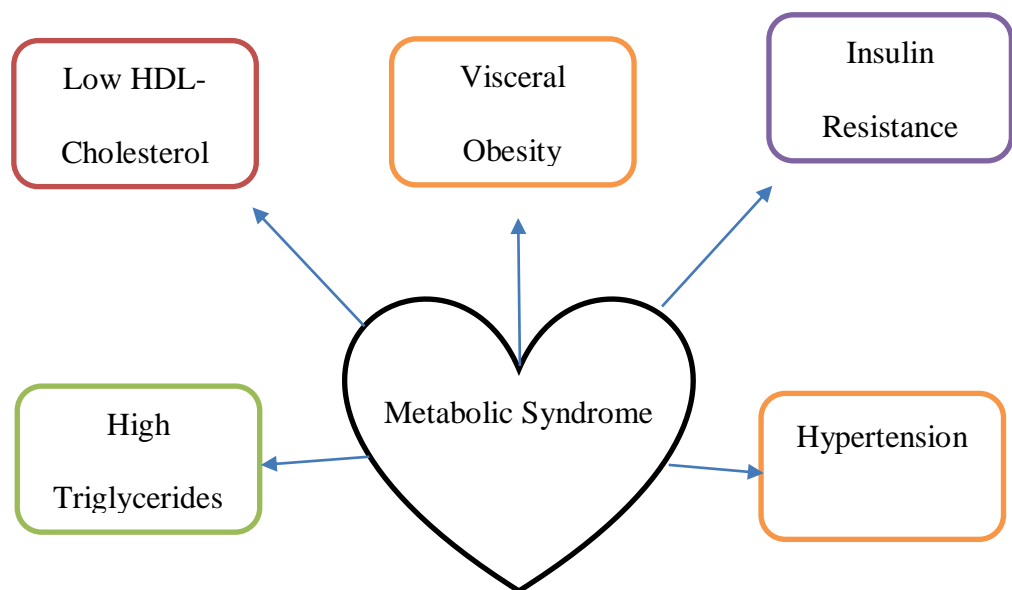 Low HDL-
Cholesterol
Visceral
Obesity
Insulin
Resistance
High
Triglycerides
Metabolic Syndrome
Hypertension